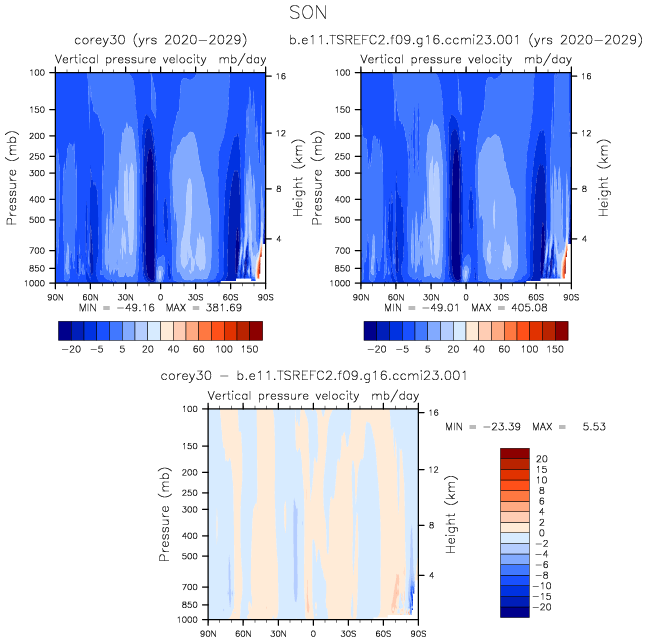 SON
corey30 (yrs 2020-2029)
b.e11.TSREFC2.f09.g16.ccmi23.001 (yrs 2020-2029)
Vertical pressure velocity mb/day
Vertical pressure velocity mb/day
Pressure (mb)
100
150
200
250
300
400
500
700
850
1000
16
12
8
4
Height (km)
90N 60N 30N 0 30S 60S 90S
MIN = -49.16 MAX = 381.69
-20 -5 5 20 40 60 100 150
Pressure (mb)
100
150
200
250
300
400
500
700
850
1000
16
12
8
4
Height (km)
90N 60N 30N 0 30S 60S 90S
MIN = -49.01 MAX = 405.08
-20 -5 5 20 40 60 100 150
corey30 - b.e11.TSREFC2.f09.g16.ccmi23.001
Vertical pressure velocity mb/day
Pressure (mb)
100
150
200
250
300
400
500
700
850
1000
16
12
8
4
Height (km)
90N 60N 30N 0 30S 60S 90S
MIN = -23.39 MAX = 5.53
20
15
10
8
6
4
2
0
-2
-4
-6
-8
-10
-15
-20